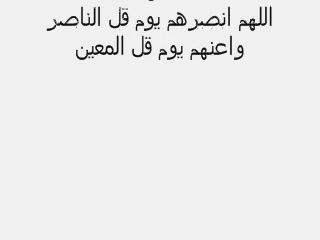 اللهم انصرهم يوم قل الناصر
واعنهم يوم قل المعين